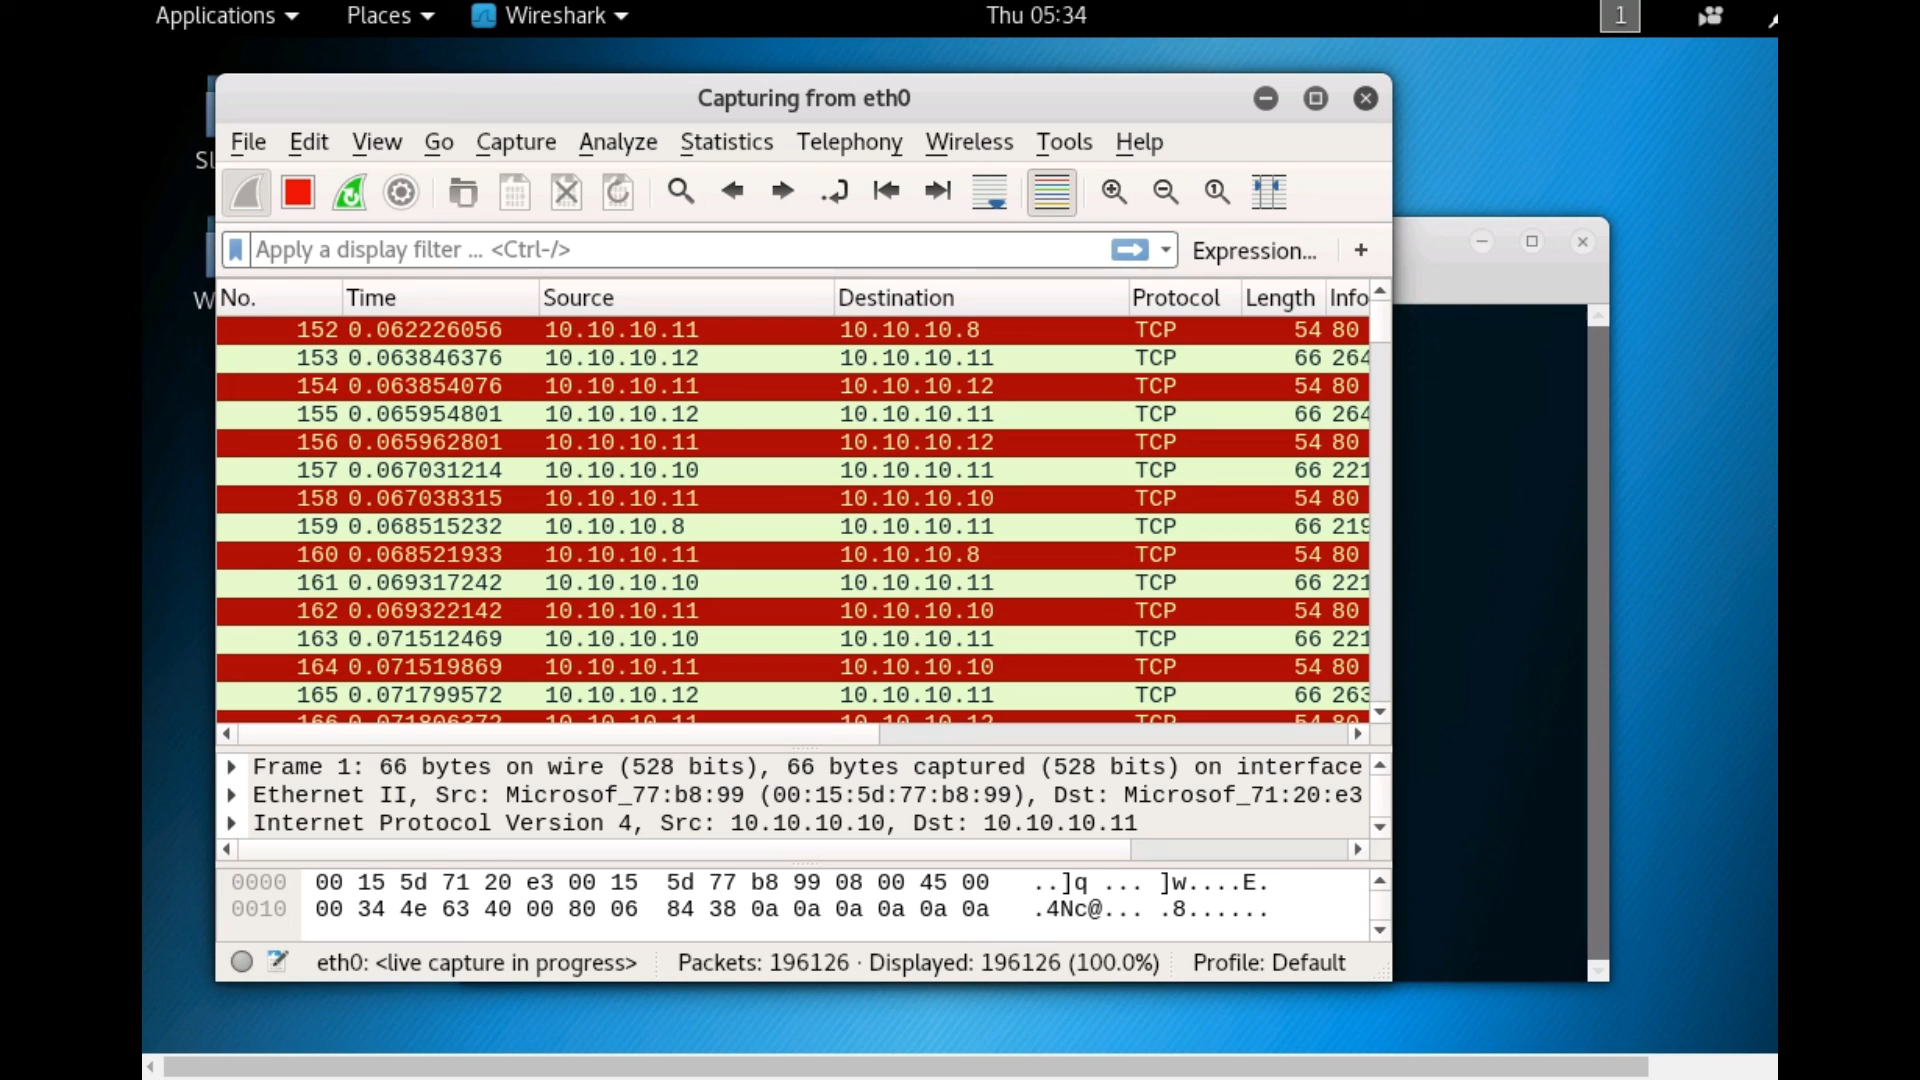 Applications Places Wireshark Thu 05:34 1
Capturing from eth0
File Edit View Go Capture Analyze Statistics Telephony Wireless Tools Help
Apply a display filter ... <Ctrl-/> Expression... +
No. Time Source Destination Protocol Length Info
152 0.062226056 10.10.10.11 10.10.10.8 TCP 54 80
153 0.063846376 10.10.10.12 10.10.10.11 TCP 66 264
154 0.063854076 10.10.10.11 10.10.10.12 TCP 54 80
155 0.065954801 10.10.10.12 10.10.10.11 TCP 66 264
156 0.065962801 10.10.10.11 10.10.10.12 TCP 54 80
157 0.067031214 10.10.10.10 10.10.10.11 TCP 66 221
158 0.067038315 10.10.10.11 10.10.10.10 TCP 54 80
159 0.068515232 10.10.10.8 10.10.10.11 TCP 66 219
160 0.068521933 10.10.10.11 10.10.10.8 TCP 54 80
161 0.069317242 10.10.10.10 10.10.10.11 TCP 66 221
162 0.069322142 10.10.10.11 10.10.10.10 TCP 54 80
163 0.071512469 10.10.10.10 10.10.10.11 TCP 66 221
164 0.071519869 10.10.10.11 10.10.10.10 TCP 54 80
165 0.071799572 10.10.10.12 10.10.10.11 TCP 66 263
166 0.071806372 10.10.10.11 10.10.10.12 TCP 54 80
Frame 1: 66 bytes on wire (528 bits), 66 bytes captured (528 bits) on interface
Ethernet II, Src: Microsof_77:b8:99 (00:15:5d:77:b8:99), Dst: Microsof_71:20:e3
Internet Protocol Version 4, Src: 10.10.10.10, Dst: 10.10.10.11
0000 00 15 5d 71 20 e3 00 15 5d 77 b8 99 08 00 45 00 ..]q ... ]w....E.
0010 00 34 4e 63 40 00 80 06 84 38 0a 0a 0a 0a 0a 0a .4Nc@... .8......
eth0: <live capture in progress> Packets: 196126 · Displayed: 196126 (100.0%) Profile: Default